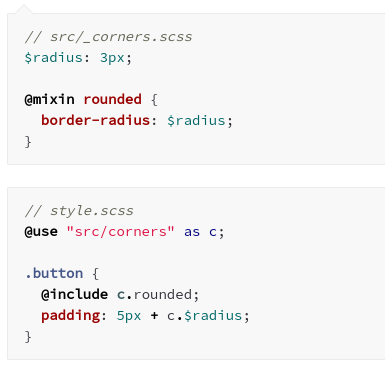 // src/_corners.scss
$radius: 3px;
@mixin rounded {
border-radius: $radius;
}
// style.scss
@use "src/corners" as c;
.button {
@include c.rounded;
padding: 5px + c.$radius;
}